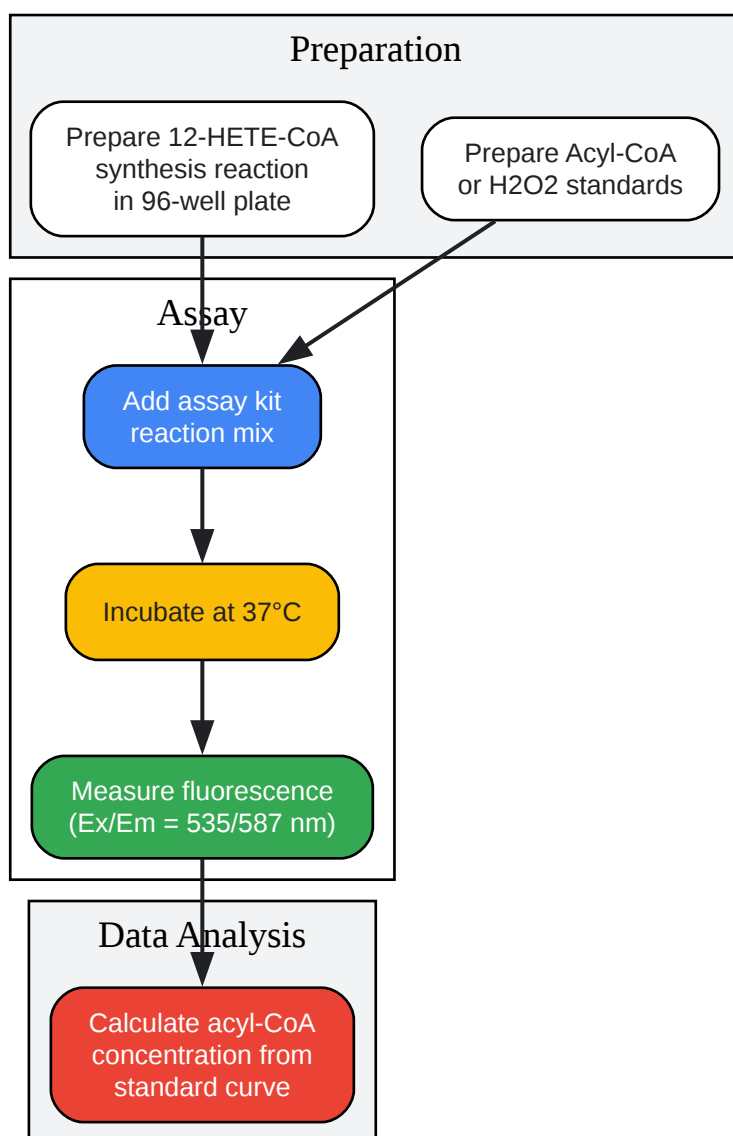 Preparation
Prepare 12-HETE-CoA
synthesis reaction
in 96-well plate
Prepare Acyl-CoA
or H2O2 standards
Assay
Add assay kit
reaction mix
Incubate at 37°C
Measure fluorescence
(Ex/Em = 535/587 nm)
Data Analysis
Calculate acyl-CoA
concentration from
standard curve